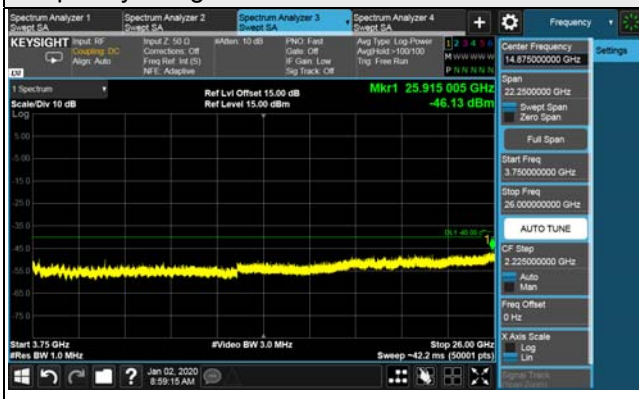 Spectrum Analyzer 1
Swept SA
Spectrum Analyzer 2
Swept SA
Spectrum Analyzer 3
Swept SA
Spectrum Analyzer 4
Swept SA
+
Frequency
KEYSIGHT
Input: RF
Coupling: DC
Align: Auto
Input Z: 50 Ω
Corrections: Off
Freq Ref: Int (S)
NFE: Adaptive
#Atten: 10 dB
PNO: Fast
Gate: Off
IF Gain: Low
Sig Track: Off
Avg Type: Log-Power
Avg|Hold:>100/100
Trig: Free Run
1 2 3 4 5 6
M W W W W W
P N N N N N
LXI
1 Spectrum
Scale/Div 10 dB
Log
Ref Lvl Offset 15.00 dB
Ref Level 15.00 dBm
Mkr1 25.915 005 GHz
-46.13 dBm
5.00
-5.00
-15.0
-25.0
-35.0
-45.0
-55.0
-65.0
-75.0
1
Start 3.75 GHz
#Res BW 1.0 MHz
#Video BW 3.0 MHz
Stop 26.00 GHz
Sweep ~42.2 ms (50001 pts)
Jan 02, 2020
8:59:15 AM
Center Frequency
14.875000000 GHz
Settings
Span
22.2500000 GHz
Swept Span
Zero Span
Full Span
Start Freq
3.750000000 GHz
Stop Freq
26.000000000 GHz
AUTO TUNE
CF Step
2.225000000 GHz
Auto
Man
Freq Offset
0 Hz
X Axis Scale
Log
Lin
Signal Track